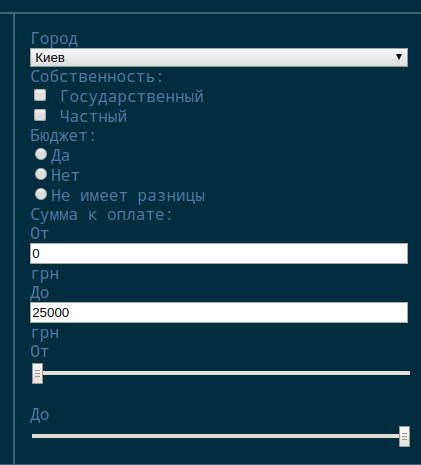 Город
Киев
Собственность:
Государственный
Частный
Бюджет:
Да
Нет
Не имеет разницы
Сумма к оплате:
От
0
грн
До
25000
грн
От
До